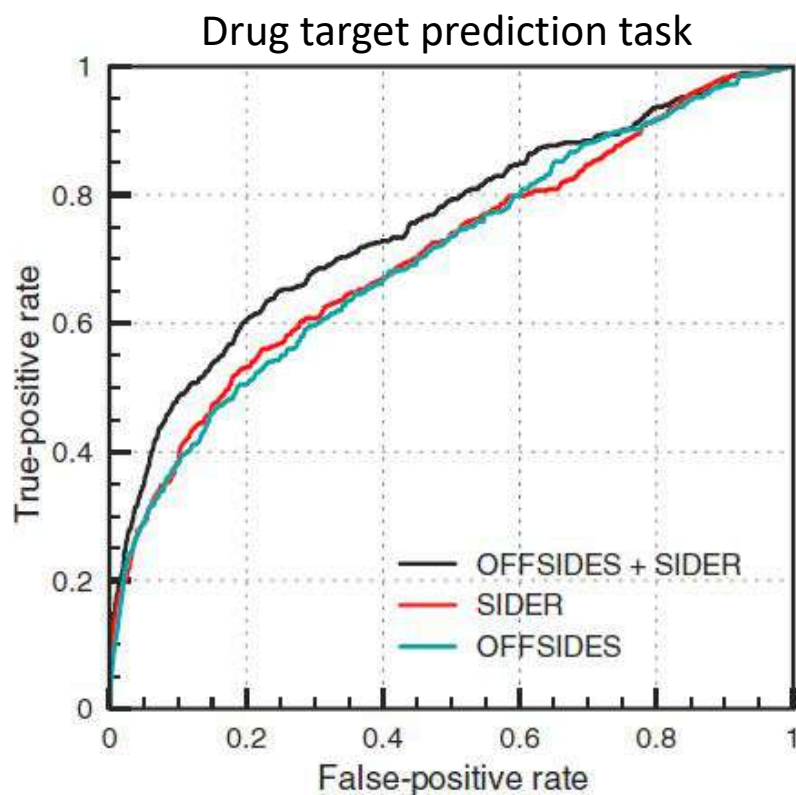 Drug target prediction task
1
0.8
0.6
0.4
0.2
0
True-positive rate
OFFSIDES + SIDER
SIDER
OFFSIDES
0 0.2 0.4 0.6 0.8 1
False-positive rate